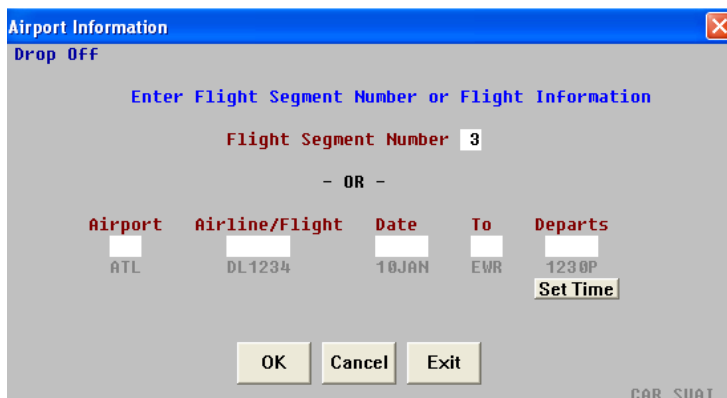 Airport Information
Drop Off
Enter Flight Segment Number or Flight Information
Flight Segment Number 3
- OR -
Airport Airline/Flight Date To Departs
ATL DL1234 10JAN EWR 1230P
Set Time
OK Cancel Exit
CAR